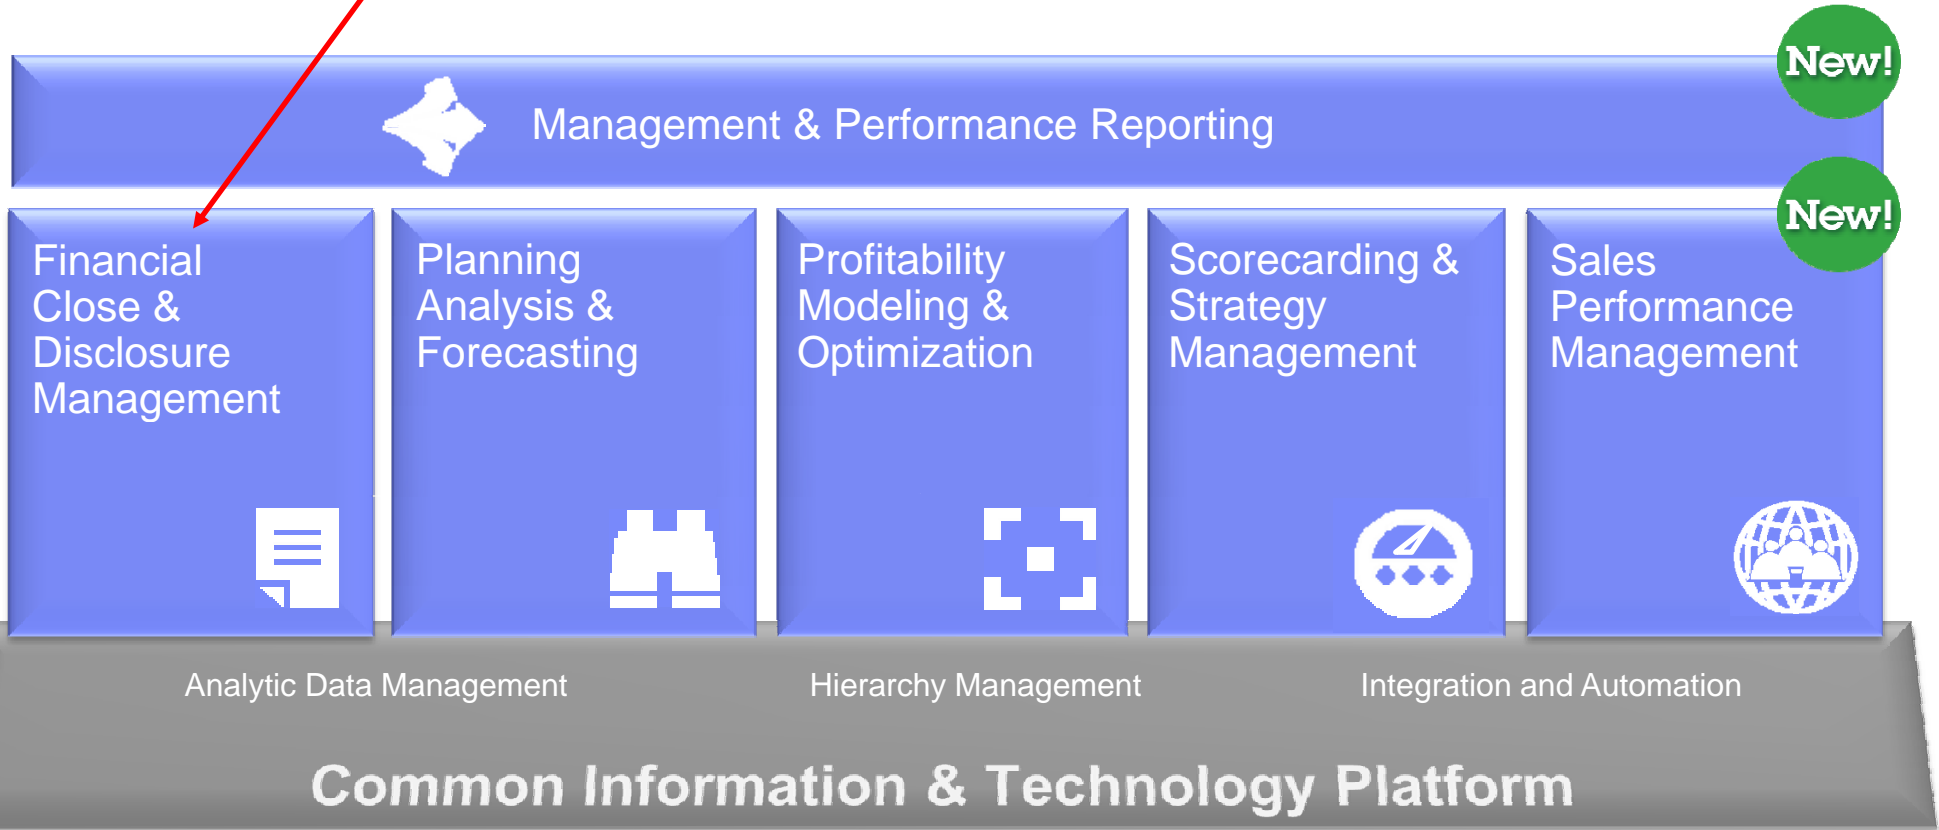 New!
Management & Performance Reporting
New!
Financial
Close &
Disclosure
Management
Planning
Analysis &
Forecasting
Profitability
Modeling &
Optimization
Scorecarding &
Strategy
Management
Sales
Performance
Management
Analytic Data Management
Hierarchy Management
Integration and Automation
Common Information & Technology Platform